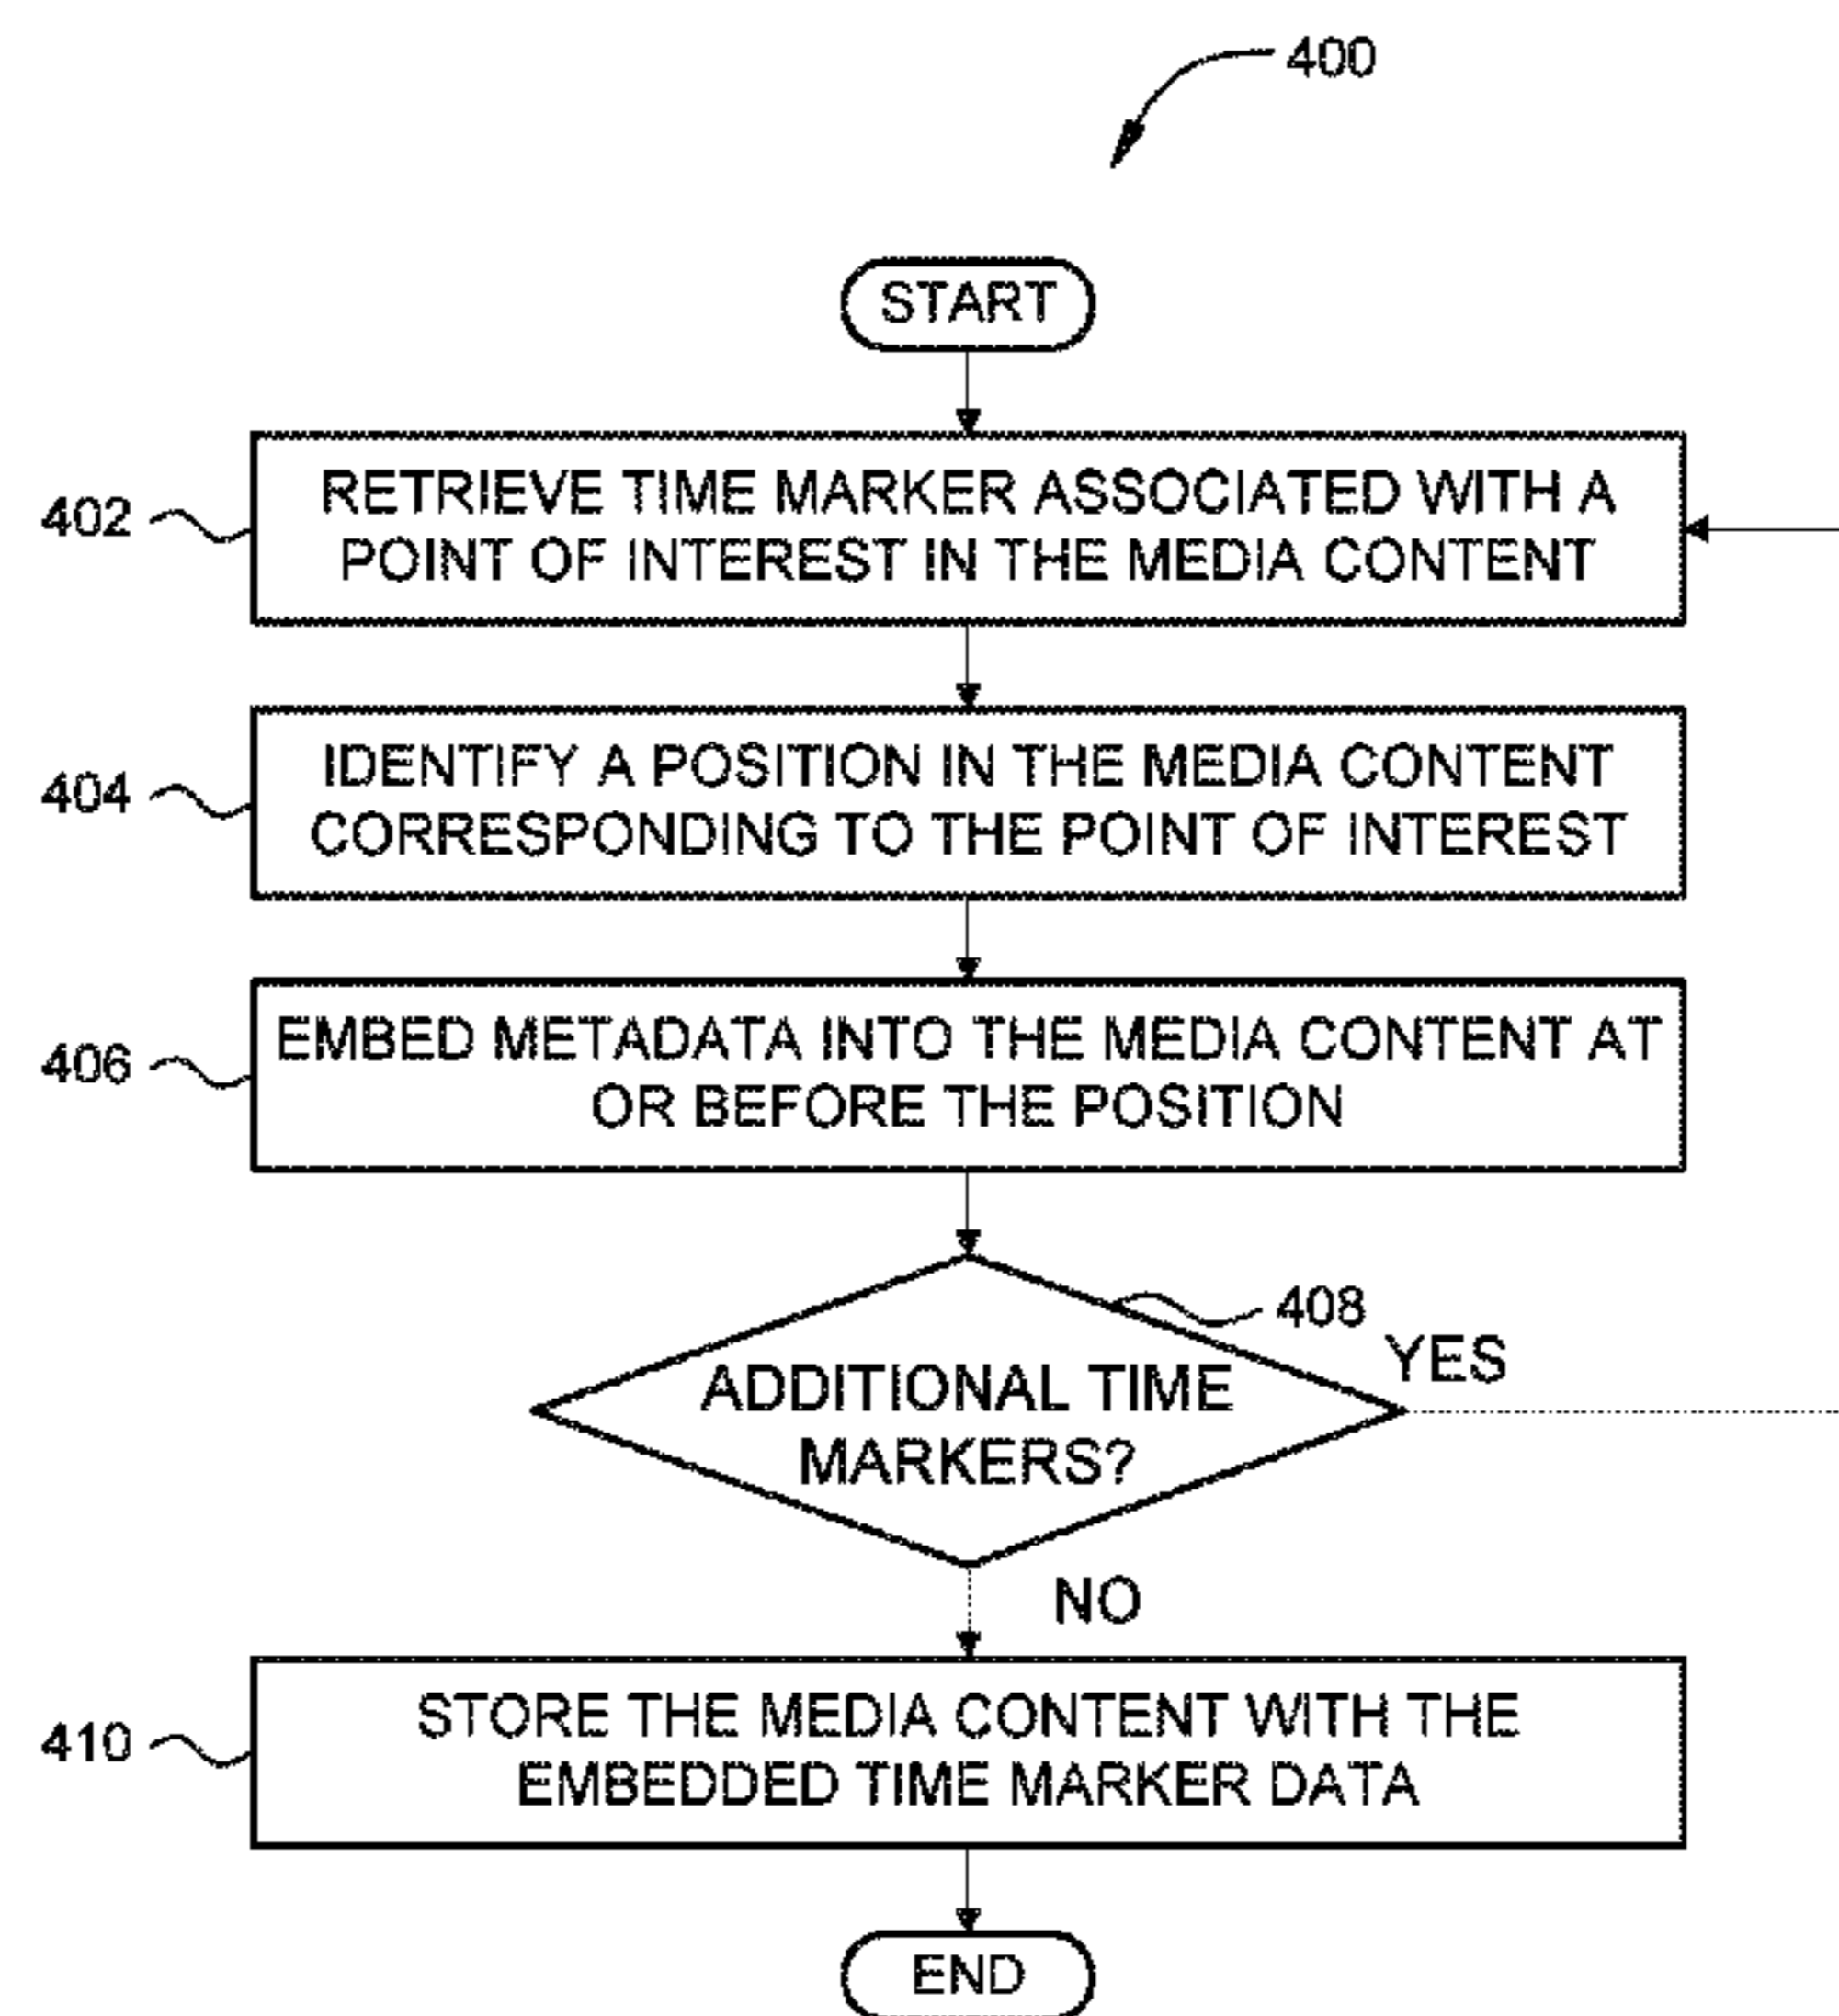 400
START
402
RETRIEVE TIME MARKER ASSOCIATED WITH A
POINT OF INTEREST IN THE MEDIA CONTENT
404
IDENTIFY A POSITION IN THE MEDIA CONTENT
CORRESPONDING TO THE POINT OF INTEREST
406
EMBED METADATA INTO THE MEDIA CONTENT AT
OR BEFORE THE POSITION
408
YES
ADDITIONAL TIME
MARKERS?
NO
410
STORE THE MEDIA CONTENT WITH THE
EMBEDDED TIME MARKER DATA
END